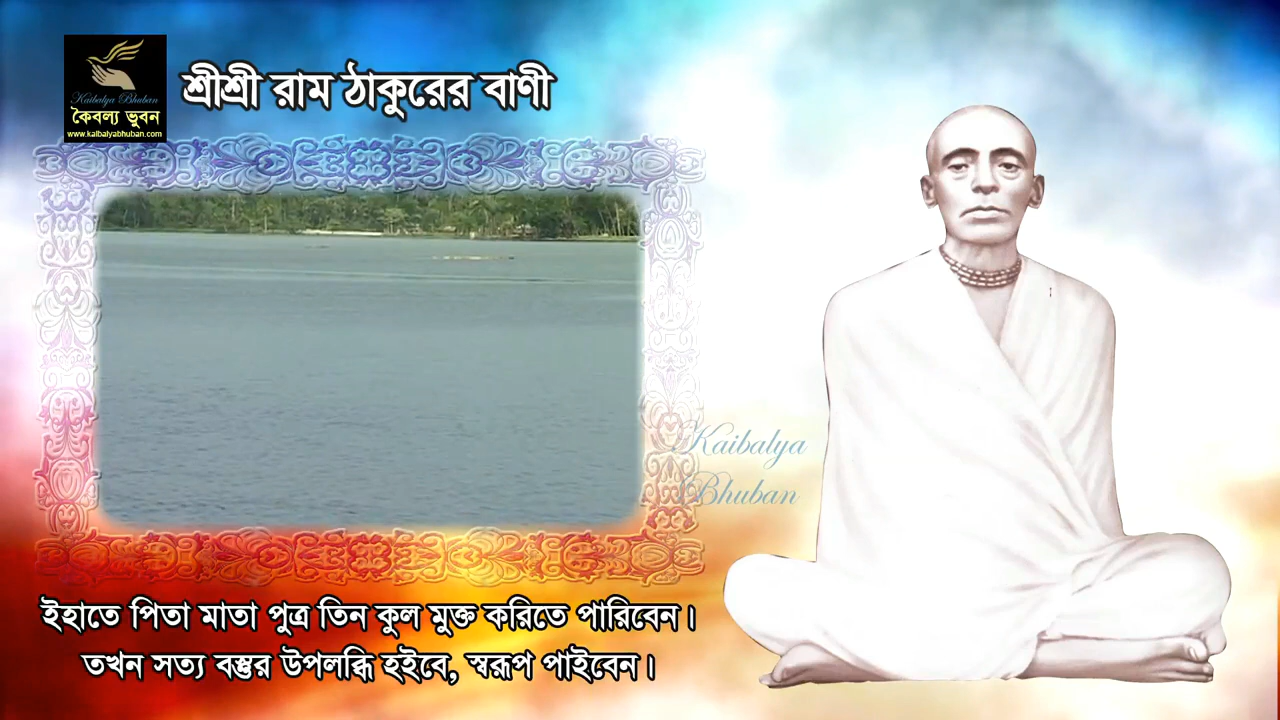 শ্রীশ্রী রাম ঠাকুরের বাণী
Kaibalya Bhuban
কৈবল্য ভুবন
www.kaibalyabhuban.com
Kaibalya
Bhuban
ইহাতে পিতা মাতা পুত্র তিন কুল মুক্ত করিতে পারিবেন।
তখন সত্য বস্তুর উপলব্ধি হইবে, স্বরূপ পাইবেন।